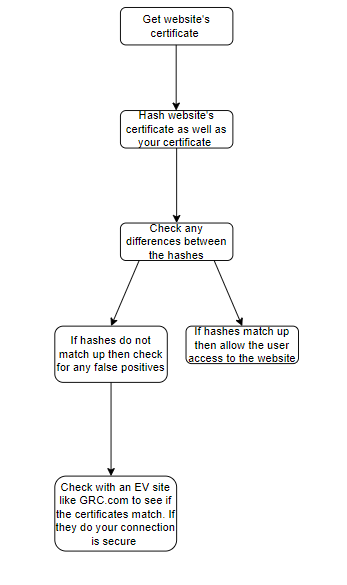 Get website's
certificate
Hash website's
certificate as well as
your certificate
Check any
differences between
the hashes
If hashes do not
match up then check
for any false positives
If hashes match up
then allow the user
access to the website
Check with an EV site
like GRC.com to see if
the certificates match. If
they do your connection
is secure